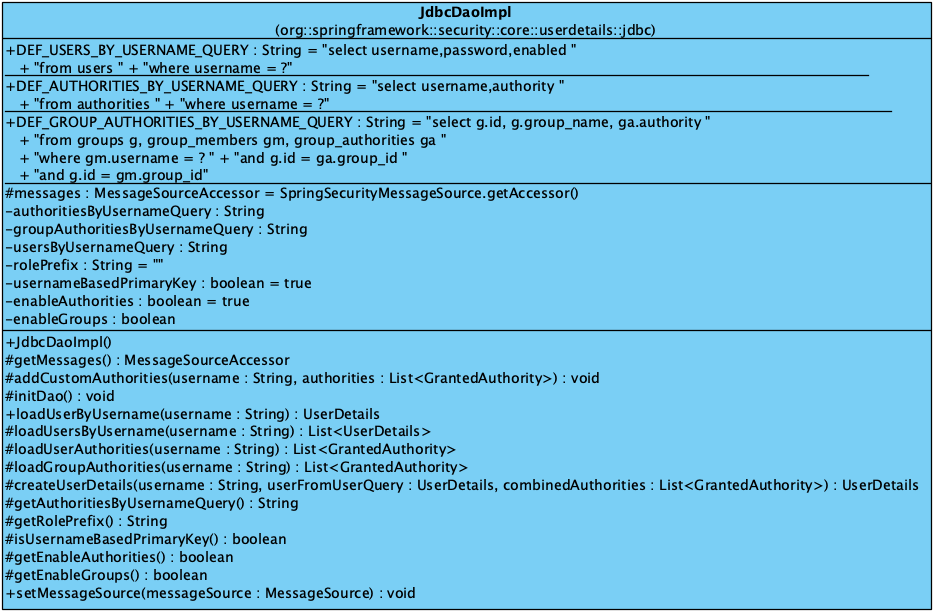 JdbcDaoImpl
(org::springframework::security::core::userdetails::jdbc)
+DEF_USERS_BY_USERNAME_QUERY : String = "select username,password,enabled "
+ "from users " + "where username = ?"
+DEF_AUTHORITIES_BY_USERNAME_QUERY : String = "select username,authority "
+ "from authorities " + "where username = ?"
+DEF_GROUP_AUTHORITIES_BY_USERNAME_QUERY : String = "select g.id, g.group_name, ga.authority "
+ "from groups g, group_members gm, group_authorities ga "
+ "where gm.username = ? " + "and g.id = ga.group_id "
+ "and g.id = gm.group_id"
#messages : MessageSourceAccessor = SpringSecurityMessageSource.getAccessor()
-authoritiesByUsernameQuery : String
-groupAuthoritiesByUsernameQuery : String
-usersByUsernameQuery : String
-rolePrefix : String = ""
-usernameBasedPrimaryKey : boolean = true
-enableAuthorities : boolean = true
-enableGroups : boolean
+JdbcDaoImpl()
#getMessages() : MessageSourceAccessor
#addCustomAuthorities(username : String, authorities : List<GrantedAuthority>) : void
#initDao() : void
+loadUserByUsername(username : String) : UserDetails
#loadUsersByUsername(username : String) : List<UserDetails>
#loadUserAuthorities(username : String) : List<GrantedAuthority>
#loadGroupAuthorities(username : String) : List<GrantedAuthority>
#createUserDetails(username : String, userFromUserQuery : UserDetails, combinedAuthorities : List<GrantedAuthority>) : UserDetails
#getAuthoritiesByUsernameQuery() : String
#getRolePrefix() : String
#isUsernameBasedPrimaryKey() : boolean
#getEnableAuthorities() : boolean
#getEnableGroups() : boolean
+setMessageSource(messageSource : MessageSource) : void